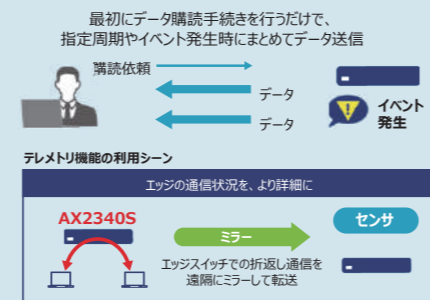 最初にデータ購読手続きを行うだけで、
指定周期やイベント発生時にまとめてデータ送信
購読依頼
データ
データ
イベント
発生
テレメトリ機能の利用シーン
エッジの通信状況を、より詳細に
AX2340S
ミラー
センサ
エッジスイッチでの折返し通信を
遠隔にミラーして転送